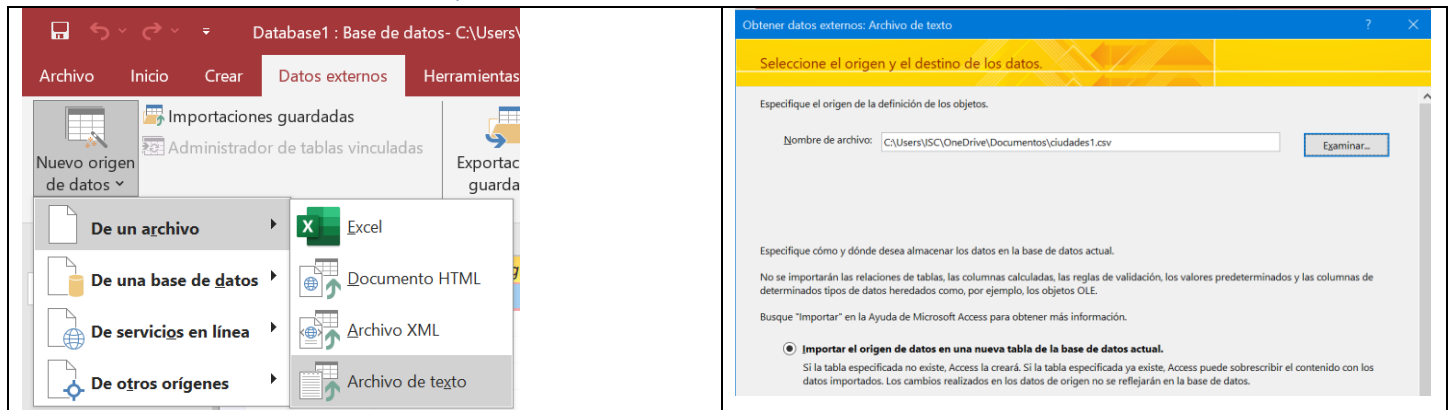 Database1 : Base de datos- C:\Users\
Archivo Inicio Crear Datos externos Herramientas
Nuevo origen
de datos
Importaciones guardadas
Administrador de tablas vinculadas
Exportac
guarda
De un archivo
De una base de datos
De servicios en línea
De otros orígenes
Excel
Documento HTML
Archivo XML
Archivo de texto
Obtener datos externos: Archivo de texto
Seleccione el origen y el destino de los datos.
Especifique el origen de la definición de los objetos.
Nombre de archivo: C:\Users\ISC\OneDrive\Documentos\ciudades1.csv Examinar...
Especifique cómo y dónde desea almacenar los datos en la base de datos actual.
No se importarán las relaciones de tablas, las columnas calculadas, las reglas de validación, los valores predeterminados y las columnas de
determinados tipos de datos heredados como, por ejemplo, los objetos OLE.
Busque "Importar" en la Ayuda de Microsoft Access para obtener más información.
Importar el origen de datos en una nueva tabla de la base de datos actual.
Si la tabla especificada no existe, Access la creará. Si la tabla especificada ya existe, Access puede sobrescribir el contenido con los
datos importados. Los cambios realizados en los datos de origen no se reflejarán en la base de datos.